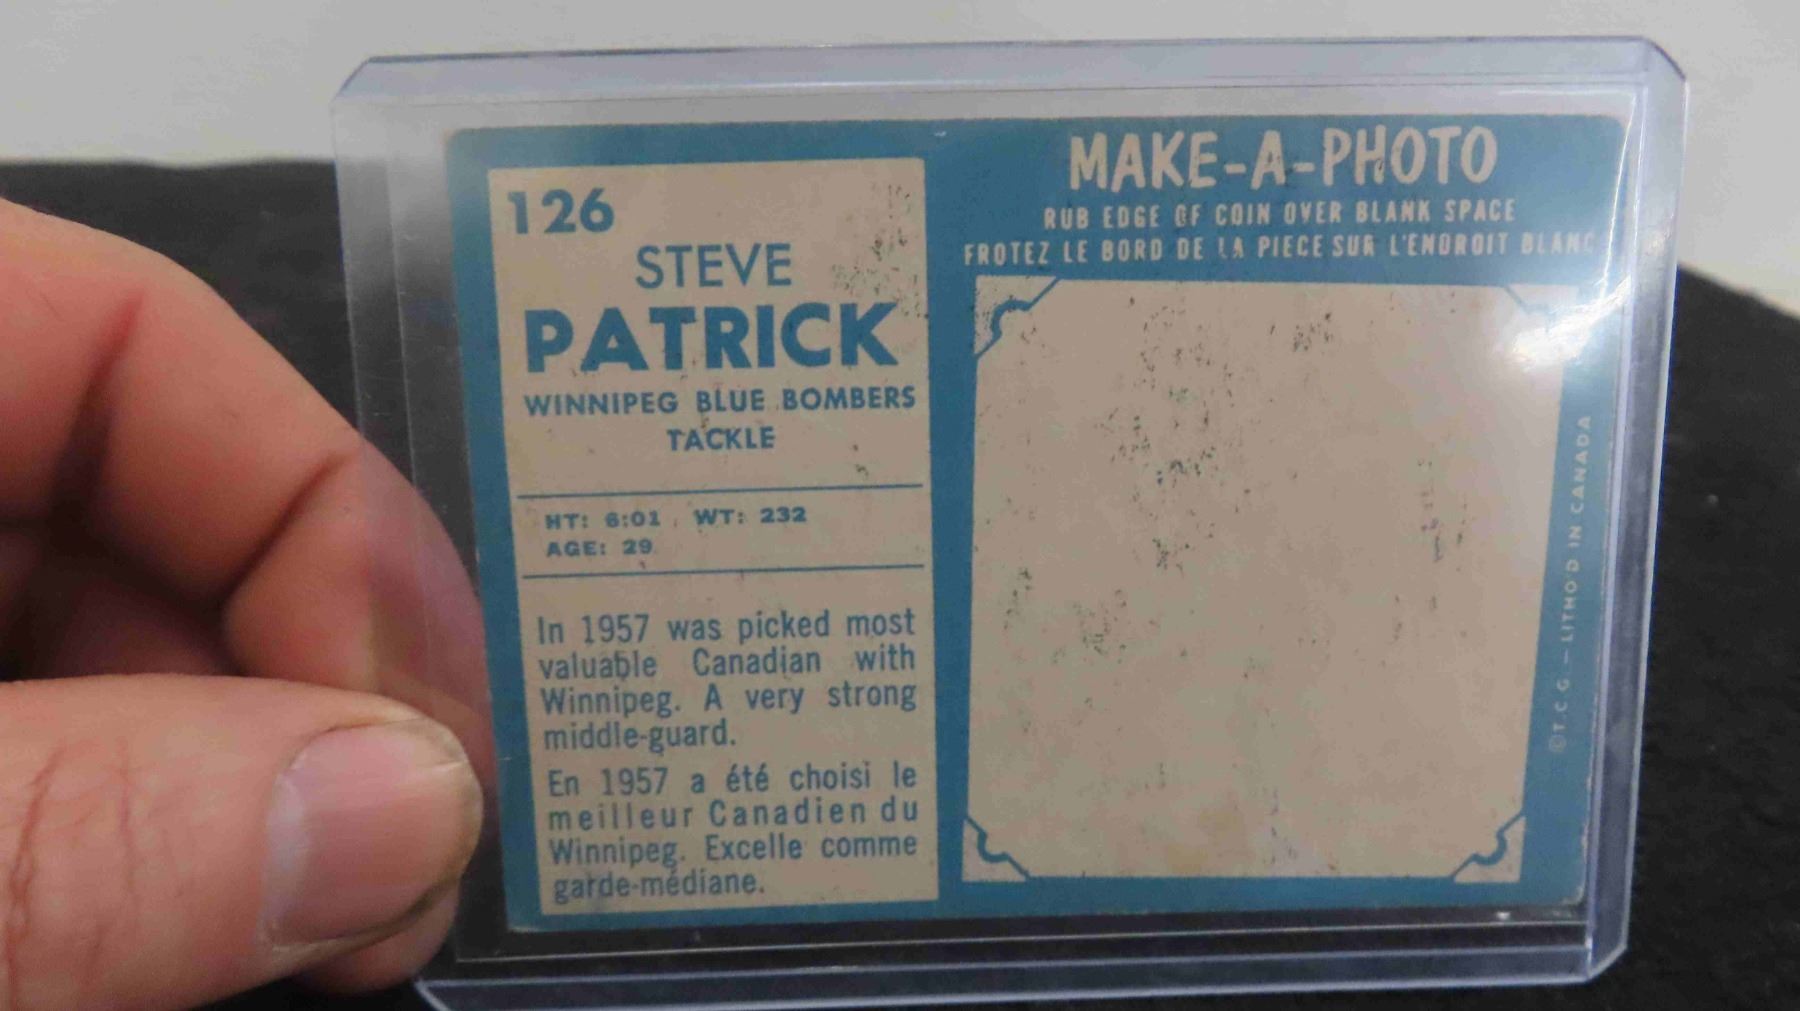 126
STEVE
PATRICK
WINNIPEG BLUE BOMBERS
TACKLE
HT: 6:01 WT: 232
AGE: 29
In 1957 was picked most
valuable Canadian with
Winnipeg. A very strong
middle-guard.
En 1957 a été choisi le
meilleur Canadien du
Winnipeg. Excelle comme
garde-médiane.
MAKE-A-PHOTO
RUB EDGE OF COIN OVER BLANK SPACE
FROTEZ LE BORD DE LA PIECE SUR L'ENDROIT BLANC
©T.C.G.—LITHO'D IN CANADA